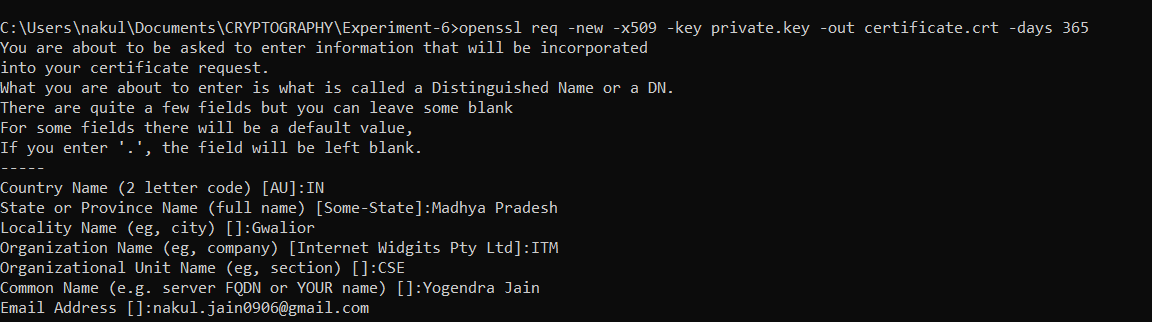 C:\Users\nakul\Documents\CRYPTOGRAPHY\Experiment-6>openssl req -new -x509 -key private.key -out certificate.crt -days 365
You are about to be asked to enter information that will be incorporated
into your certificate request.
What you are about to enter is what is called a Distinguished Name or a DN.
There are quite a few fields but you can leave some blank
For some fields there will be a default value,
If you enter '.', the field will be left blank.
-----
Country Name (2 letter code) [AU]:IN
State or Province Name (full name) [Some-State]:Madhya Pradesh
Locality Name (eg, city) []:Gwalior
Organization Name (eg, company) [Internet Widgits Pty Ltd]:ITM
Organizational Unit Name (eg, section) []:CSE
Common Name (e.g. server FQDN or YOUR name) []:Yogendra Jain
Email Address []:nakul.jain0906@gmail.com